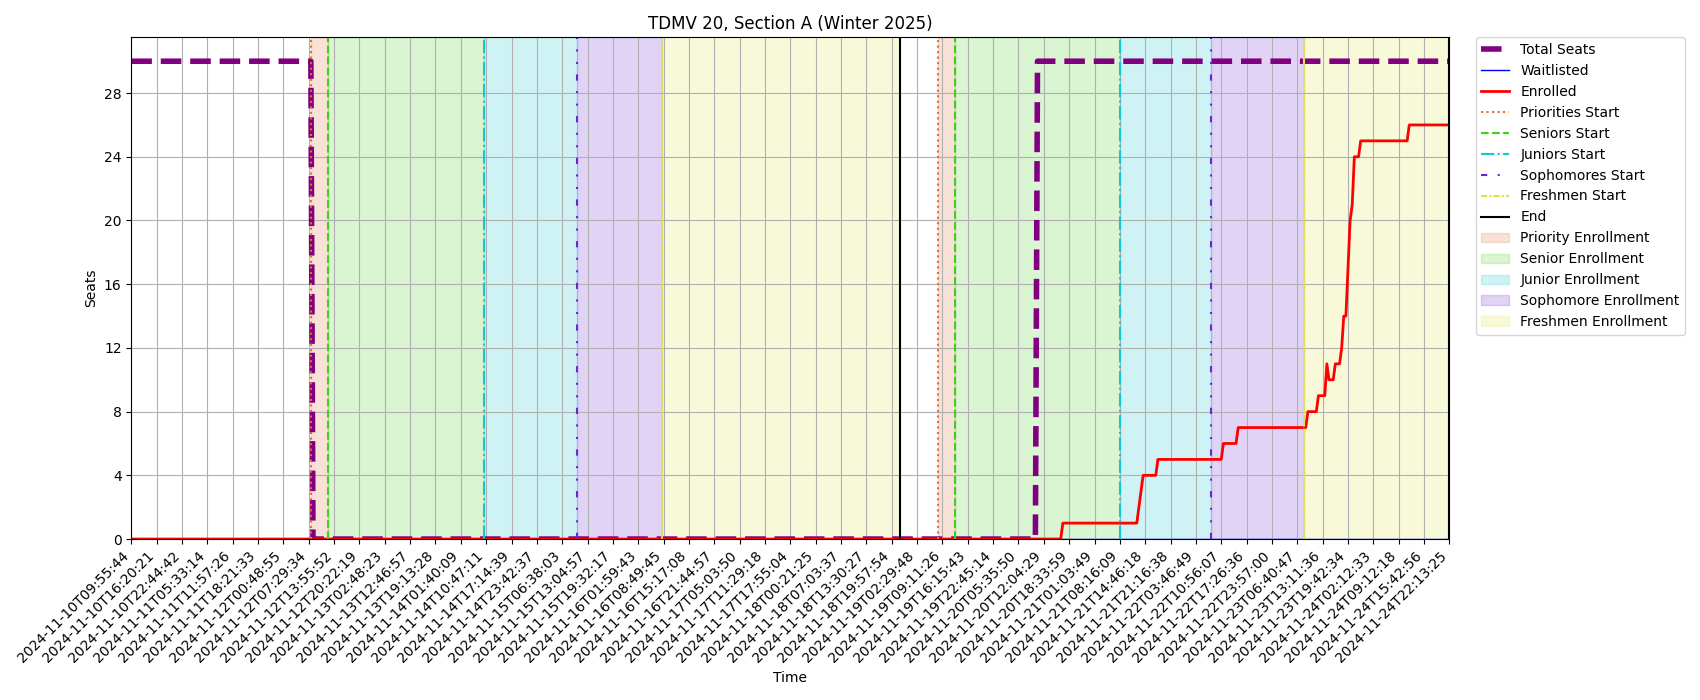 TDMV 20, Section A (Winter 2025)
Seats
28
24
20
16
12
8
4
0
2024-11-10T09:55:44
2024-11-10T16:20:21
2024-11-10T22:44:42
2024-11-11T05:33:14
2024-11-11T11:57:26
2024-11-11T18:21:33
2024-11-12T00:48:55
2024-11-12T07:29:34
2024-11-12T13:55:52
2024-11-12T20:22:19
2024-11-13T02:48:23
2024-11-13T12:46:57
2024-11-13T19:13:28
2024-11-14T01:40:09
2024-11-14T10:47:11
2024-11-14T17:14:39
2024-11-14T23:42:37
2024-11-15T06:38:03
2024-11-15T13:04:57
2024-11-15T19:32:17
2024-11-16T01:59:43
2024-11-16T08:49:45
2024-11-16T15:17:08
2024-11-16T21:44:57
2024-11-17T05:03:50
2024-11-17T11:29:18
2024-11-17T17:55:04
2024-11-18T00:21:25
2024-11-18T07:03:37
2024-11-18T13:30:27
2024-11-18T19:57:54
2024-11-19T02:29:48
2024-11-19T09:11:26
2024-11-19T16:15:43
2024-11-19T22:45:14
2024-11-20T05:35:50
2024-11-20T12:04:29
2024-11-20T18:33:59
2024-11-21T01:03:49
2024-11-21T08:16:09
2024-11-21T14:46:18
2024-11-21T21:16:38
2024-11-22T03:46:49
2024-11-22T10:56:07
2024-11-22T17:26:36
2024-11-22T23:57:00
2024-11-23T06:40:47
2024-11-23T13:11:36
2024-11-23T19:42:34
2024-11-24T02:12:33
2024-11-24T09:12:18
2024-11-24T15:42:56
2024-11-24T22:13:25
Time
Total Seats
Waitlisted
Enrolled
Priorities Start
Seniors Start
Juniors Start
Sophomores Start
Freshmen Start
End
Priority Enrollment
Senior Enrollment
Junior Enrollment
Sophomore Enrollment
Freshmen Enrollment